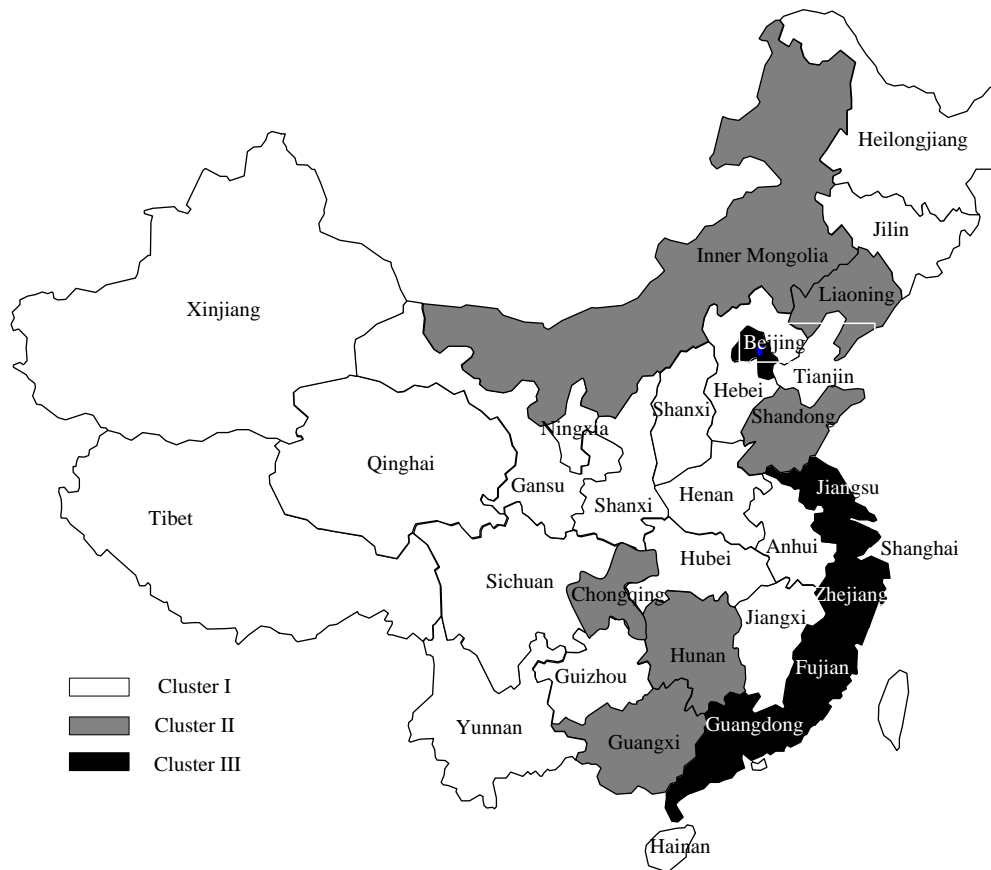 Heilongjiang
Jilin
Inner Mongolia
Liaoning
Xinjiang
Beijing
Tianjin
Hebei
Shanxi
Shandong
Ningxia
Qinghai
Gansu
Jiangsu
Henan
Shanxi
Tibet
Anhui
Shanghai
Hubei
Sichuan
Chongqing
Zhejiang
Jiangxi
Hunan
Fujian
Guizhou
Cluster I
Cluster II
Yunnan
Guangdong
Guangxi
Cluster III
Hainan